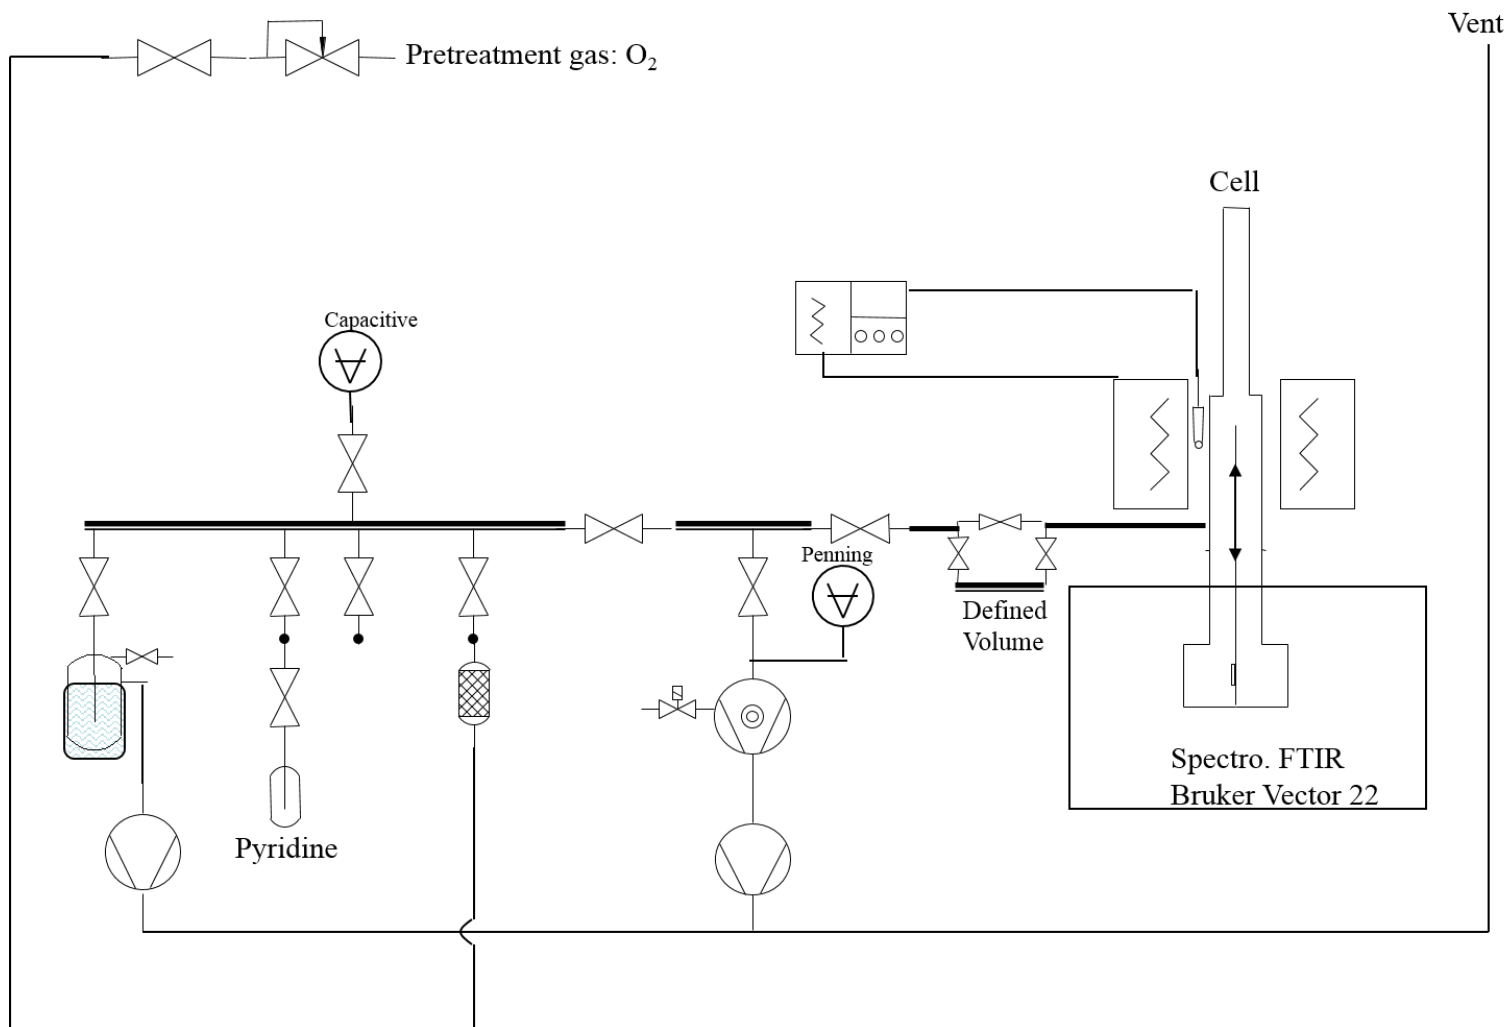 Vent
Pretreatment gas: O₂
Cell
Capacitive
Penning
Defined
Volume
Spectro. FTIR
Bruker Vector 22
Pyridine